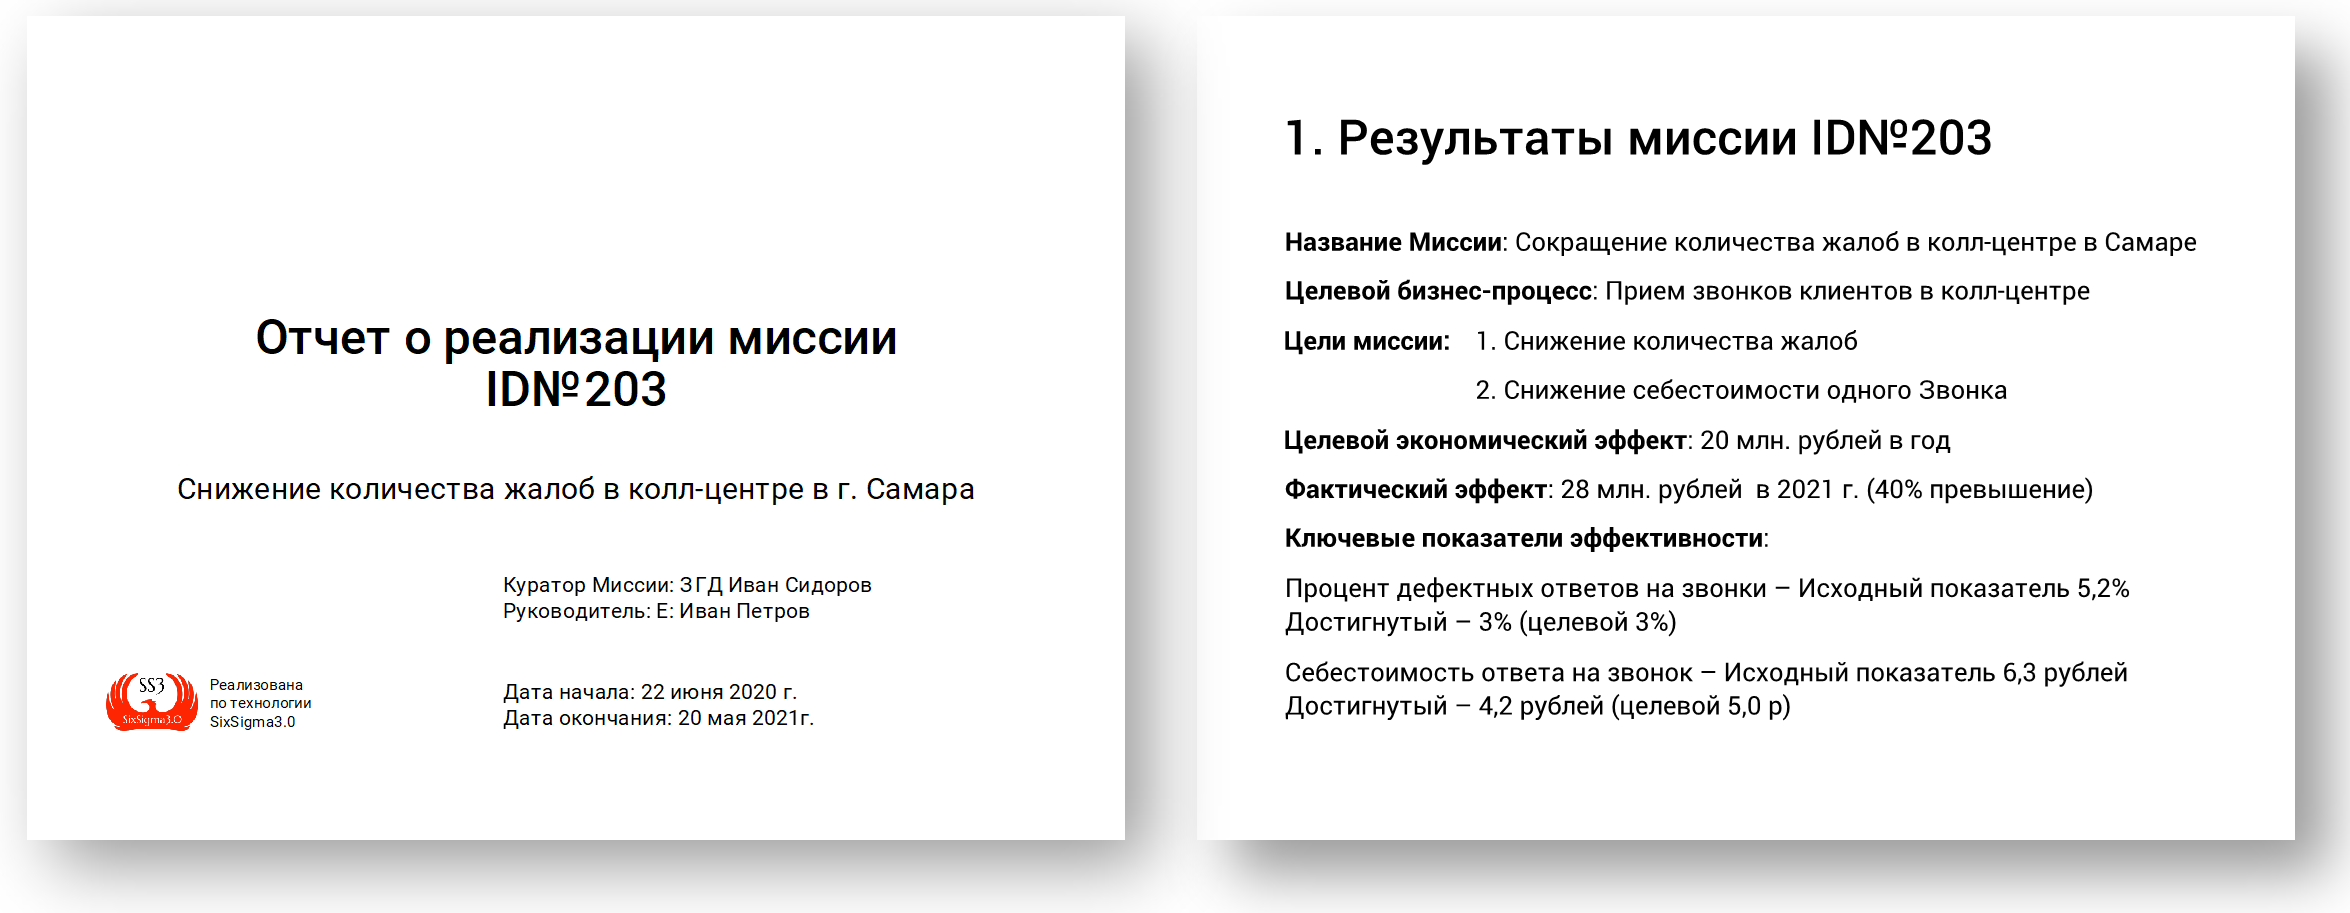 Отчет о реализации миссии
ID№203
Снижение количества жалоб в колл-центре в г. Самара
Куратор Миссии: ЗГД Иван Сидоров
Руководитель: Е: Иван Петров
SS3
SixSigma3.0
Реализована
по технологии
SixSigma3.0
Дата начала: 22 июня 2020 г.
Дата окончания: 20 мая 2021г.
1. Результаты миссии ID№203
Название Миссии: Сокращение количества жалоб в колл-центре в Самаре
Целевой бизнес-процесс: Прием звонков клиентов в колл-центре
Цели миссии: 1. Снижение количества жалоб
2. Снижение себестоимости одного Звонка
Целевой экономический эффект: 20 млн. рублей в год
Фактический эффект: 28 млн. рублей в 2021 г. (40% превышение)
Ключевые показатели эффективности:
Процент дефектных ответов на звонки – Исходный показатель 5,2%
Достигнутый – 3% (целевой 3%)
Себестоимость ответа на звонок – Исходный показатель 6,3 рублей
Достигнутый – 4,2 рублей (целевой 5,0 р)